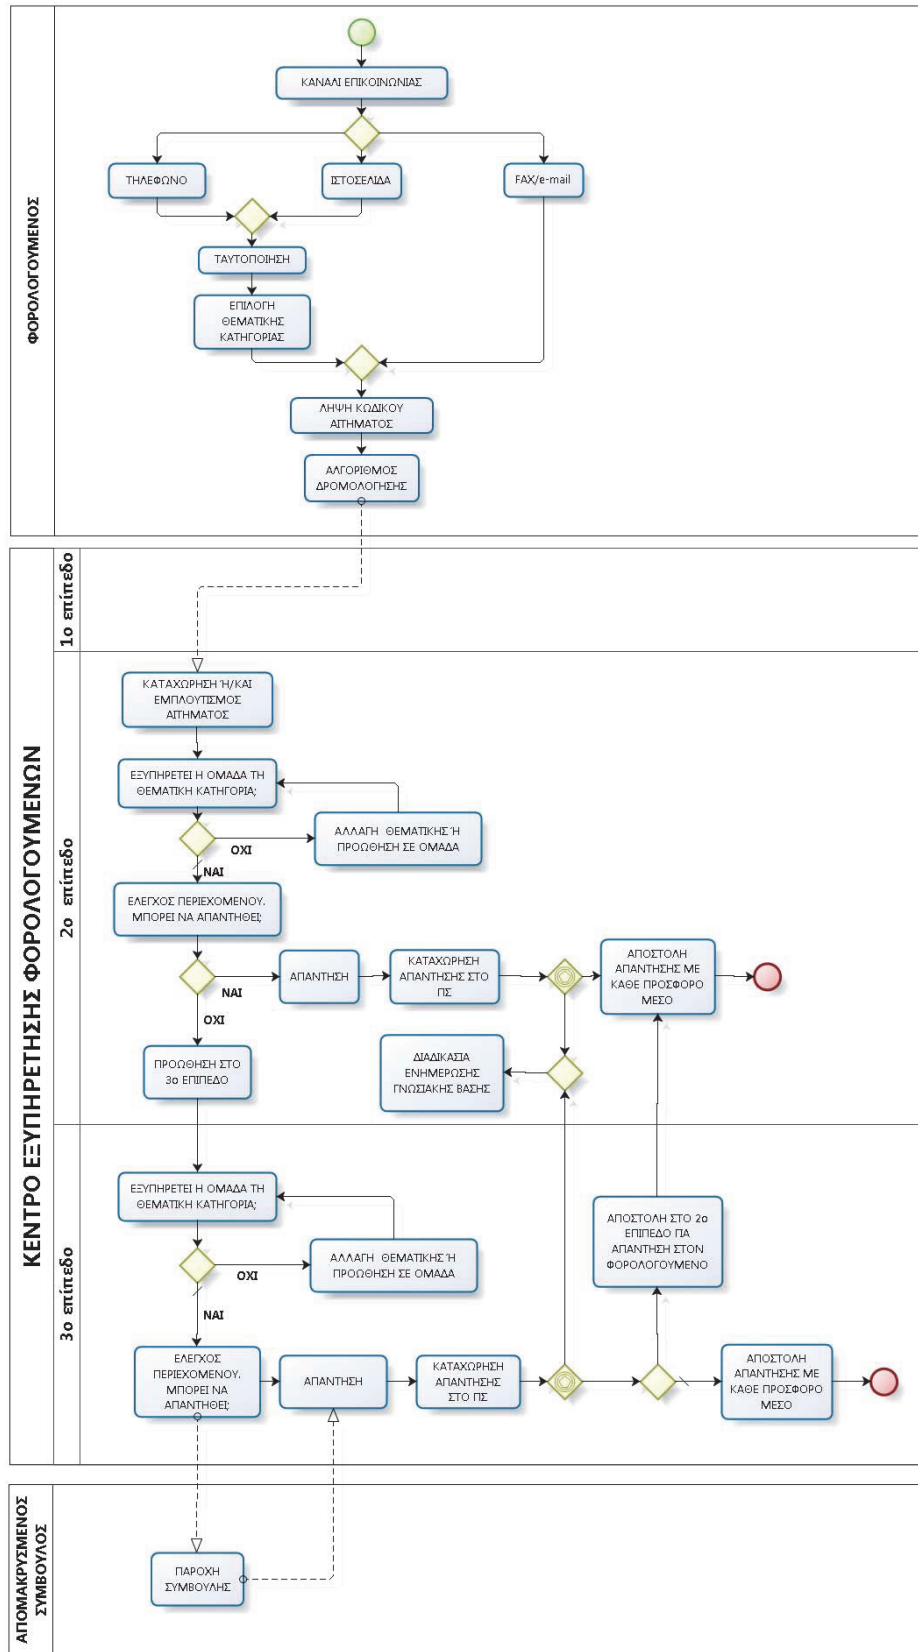 ΦΟΡΟΛΟΓΟΥΜΕΝΟΣ
ΚΑΝΑΛΙ ΕΠΙΚΟΙΝΩΝΙΑΣ
ΤΗΛΕΦΩΝΟ
ΙΣΤΟΣΕΛΙΔΑ
FAX/e-mail
ΤΑΥΤΟΠΟΙΗΣΗ
ΕΠΙΛΟΓΗ
ΘΕΜΑΤΙΚΗΣ
ΚΑΤΗΓΟΡΙΑΣ
ΛΗΨΗ ΚΩΔΙΚΟΥ
ΑΙΤΗΜΑΤΟΣ
ΑΛΓΟΡΙΘΜΟΣ
ΔΡΟΜΟΛΟΓΗΣΗΣ
ΚΕΝΤΡΟ ΕΞΥΠΗΡΕΤΗΣΗΣ ΦΟΡΟΛΟΓΟΥΜΕΝΩΝ
1ο επίπεδο
2ο επίπεδο
ΚΑΤΑΧΩΡΗΣΗ Ή/ΚΑΙ
ΕΜΠΛΟΥΤΙΣΜΟΣ
ΑΙΤΗΜΑΤΟΣ
ΕΞΥΠΗΡΕΤΕΙ Η ΟΜΑΔΑ ΤΗ
ΘΕΜΑΤΙΚΗ ΚΑΤΗΓΟΡΙΑ;
ΟΧΙ
ΑΛΛΑΓΗ ΘΕΜΑΤΙΚΗΣ Ή
ΠΡΟΩΘΗΣΗ ΣΕ ΟΜΑΔΑ
ΝΑΙ
ΕΛΕΓΧΟΣ ΠΕΡΙΕΧΟΜΕΝΟΥ.
ΜΠΟΡΕΙ ΝΑ ΑΠΑΝΤΗΘΕΙ;
ΝΑΙ
ΑΠΑΝΤΗΣΗ
ΚΑΤΑΧΩΡΗΣΗ
ΑΠΑΝΤΗΣΗΣ ΣΤΟ
ΠΣ
ΑΠΟΣΤΟΛΗ
ΑΠΑΝΤΗΣΗΣ ΜΕ
ΚΑΘΕ ΠΡΟΣΦΟΡΟ
ΜΕΣΟ
ΟΧΙ
ΠΡΟΩΘΗΣΗ ΣΤΟ
3ο ΕΠΙΠΕΔΟ
ΔΙΑΔΙΚΑΣΙΑ
ΕΝΗΜΕΡΩΣΗΣ
ΓΝΩΣΙΑΚΗΣ ΒΑΣΗΣ
3ο επίπεδο
ΕΞΥΠΗΡΕΤΕΙ Η ΟΜΑΔΑ ΤΗ
ΘΕΜΑΤΙΚΗ ΚΑΤΗΓΟΡΙΑ;
ΟΧΙ
ΑΛΛΑΓΗ ΘΕΜΑΤΙΚΗΣ Ή
ΠΡΟΩΘΗΣΗ ΣΕ ΟΜΑΔΑ
ΑΠΟΣΤΟΛΗ ΣΤΟ 2ο
ΕΠΙΠΕΔΟ ΓΙΑ
ΑΠΑΝΤΗΣΗ ΣΤΟΝ
ΦΟΡΟΛΟΓΟΥΜΕΝΟ
ΝΑΙ
ΕΛΕΓΧΟΣ
ΠΕΡΙΕΧΟΜΕΝΟΥ.
ΜΠΟΡΕΙ ΝΑ
ΑΠΑΝΤΗΘΕΙ;
ΑΠΑΝΤΗΣΗ
ΚΑΤΑΧΩΡΗΣΗ
ΑΠΑΝΤΗΣΗΣ
ΣΤΟ ΠΣ
ΑΠΟΣΤΟΛΗ
ΑΠΑΝΤΗΣΗΣ ΜΕ
ΚΑΘΕ ΠΡΟΣΦΟΡΟ
ΜΕΣΟ
ΑΠΟΜΑΚΡΥΣΜΕΝΟΣ
ΣΥΜΒΟΥΛΟΣ
ΠΑΡΟΧΗ
ΣΥΜΒΟΥΛΗΣ